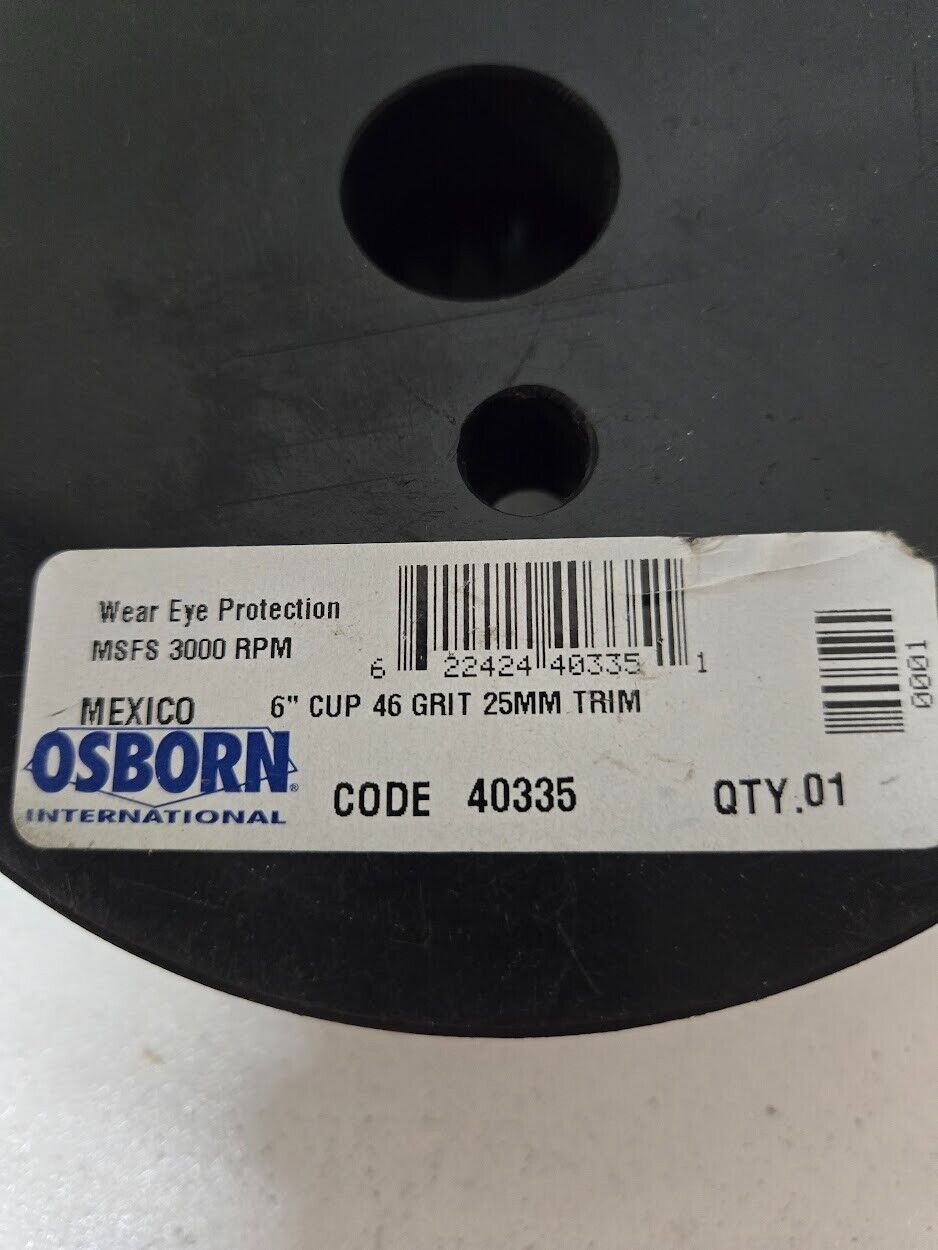 Wear Eye Protection
MSFS 3000 RPM
6 22424 40335 1
0001
MEXICO 6" CUP 46 GRIT 25MM TRIM
OSBORN®
INTERNATIONAL
CODE 40335 QTY.01